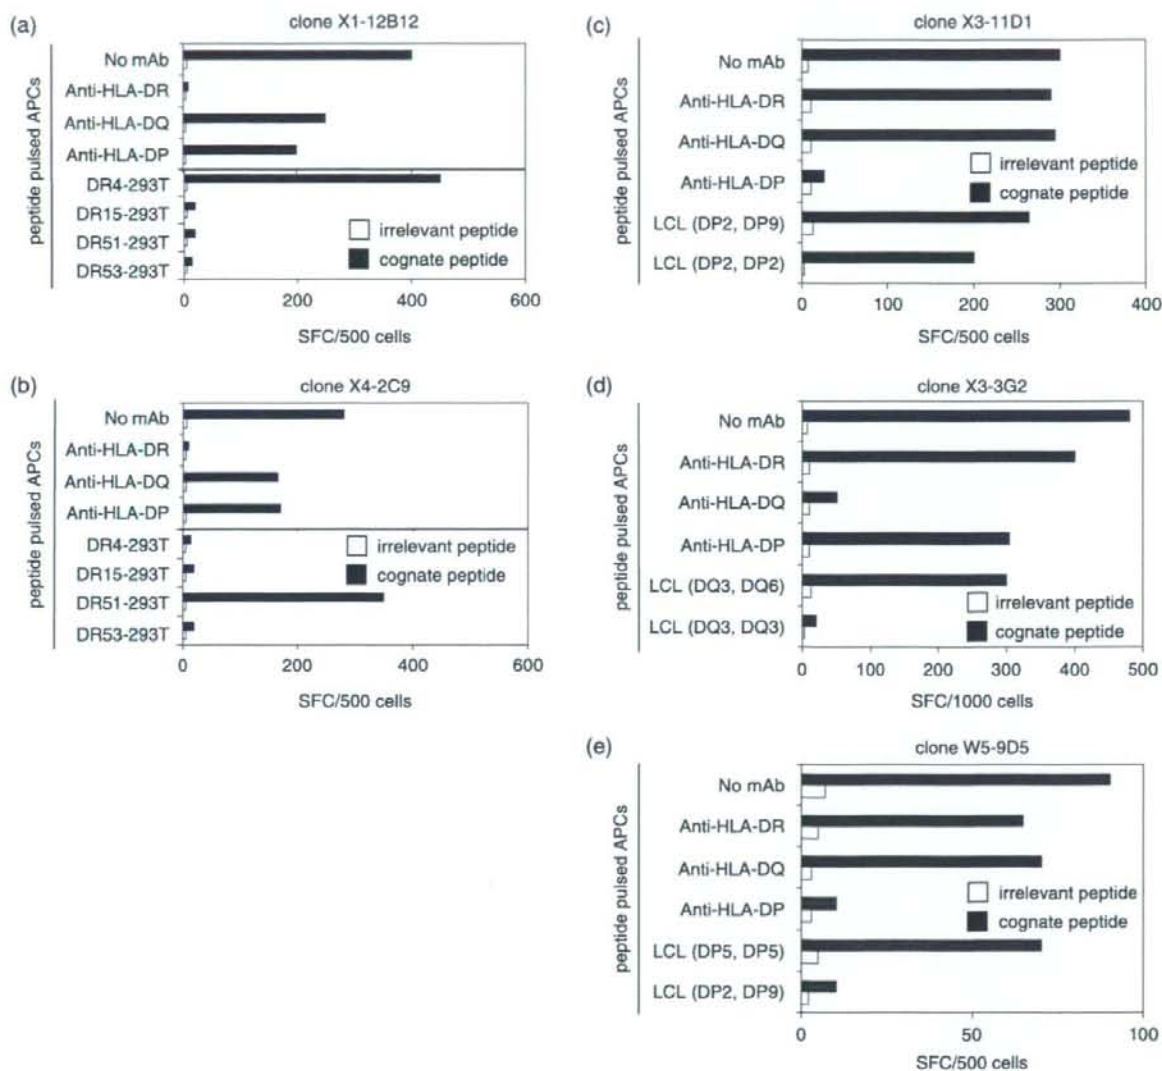 (a)
clone X1-12B12
peptide pulsed APCs
No mAb
Anti-HLA-DR
Anti-HLA-DQ
Anti-HLA-DP
DR4-293T
DR15-293T
DR51-293T
DR53-293T
irrelevant peptide
cognate peptide
0 200 400 600
SFC/500 cells
(b)
clone X4-2C9
peptide pulsed APCs
No mAb
Anti-HLA-DR
Anti-HLA-DQ
Anti-HLA-DP
DR4-293T
DR15-293T
DR51-293T
DR53-293T
irrelevant peptide
cognate peptide
0 200 400 600
SFC/500 cells
(c)
clone X3-11D1
peptide pulsed APCs
No mAb
Anti-HLA-DR
Anti-HLA-DQ
Anti-HLA-DP
LCL (DP2, DP9)
LCL (DP2, DP2)
irrelevant peptide
cognate peptide
0 100 200 300 400
SFC/500 cells
(d)
clone X3-3G2
peptide pulsed APCs
No mAb
Anti-HLA-DR
Anti-HLA-DQ
Anti-HLA-DP
LCL (DQ3, DQ6)
LCL (DQ3, DQ3)
irrelevant peptide
cognate peptide
0 100 200 300 400 500
SFC/1000 cells
(e)
clone W5-9D5
peptide pulsed APCs
No mAb
Anti-HLA-DR
Anti-HLA-DQ
Anti-HLA-DP
LCL (DP5, DP5)
LCL (DP2, DP9)
irrelevant peptide
cognate peptide
0 50 100
SFC/500 cells